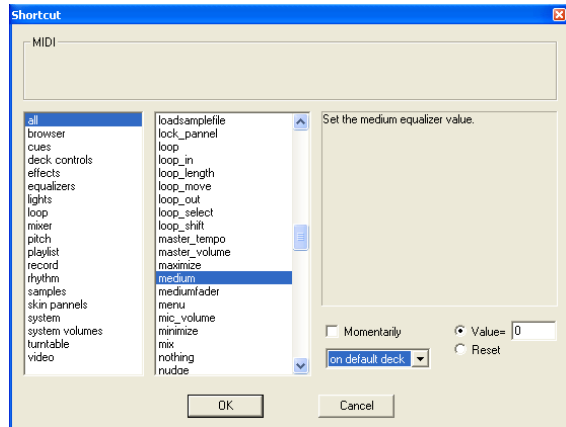 Shortcut
MIDI
all
browser
cues
deck controls
effects
equalizers
lights
loop
mixer
pitch
playlist
record
rhythm
samples
skin pannels
system
system volumes
turntable
video
loadsamplefile
lock_pannel
loop
loop_in
loop_length
loop_move
loop_out
loop_select
loop_shift
master_tempo
master_volume
maximize
medium
mediumfader
menu
mic_volume
minimize
mix
nothing
nudge
Set the medium equalizer value.
Momentarily
Value= 0
on default deck
Reset
OK
Cancel